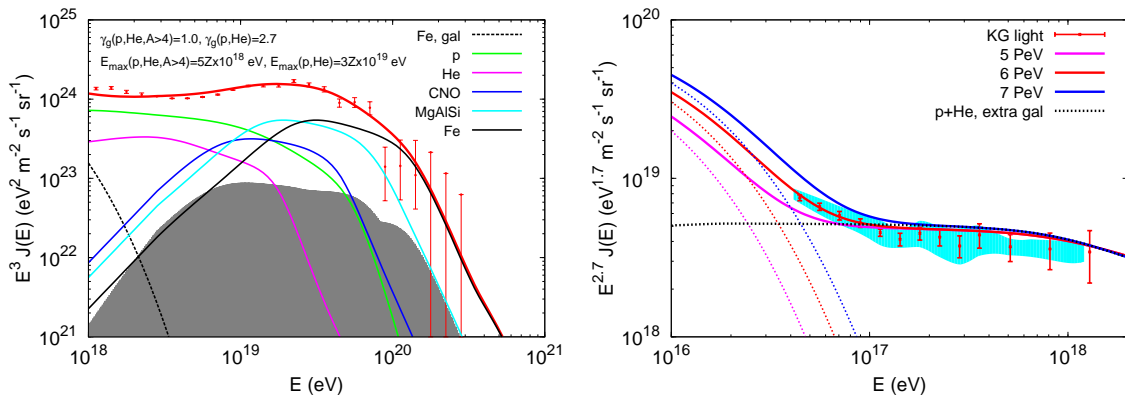 γg(p,He,A>4)=1.0, γg(p,He)=2.7
Emax(p,He,A>4)=5Zx10^18 eV, Emax(p,He)=3Zx10^19 eV
Fe, gal
p
He
CNO
MgAlSi
Fe
E^3 J(E) (eV^2 m^-2 s^-1 sr^-1)
10^25
10^24
10^23
10^22
10^21
10^18
10^19
10^20
10^21
E (eV)
KG light
5 PeV
6 PeV
7 PeV
p+He, extra gal
E^2.7 J(E) (eV^1.7 m^-2 s^-1 sr^-1)
10^20
10^19
10^18
10^16
10^17
10^18
E (eV)